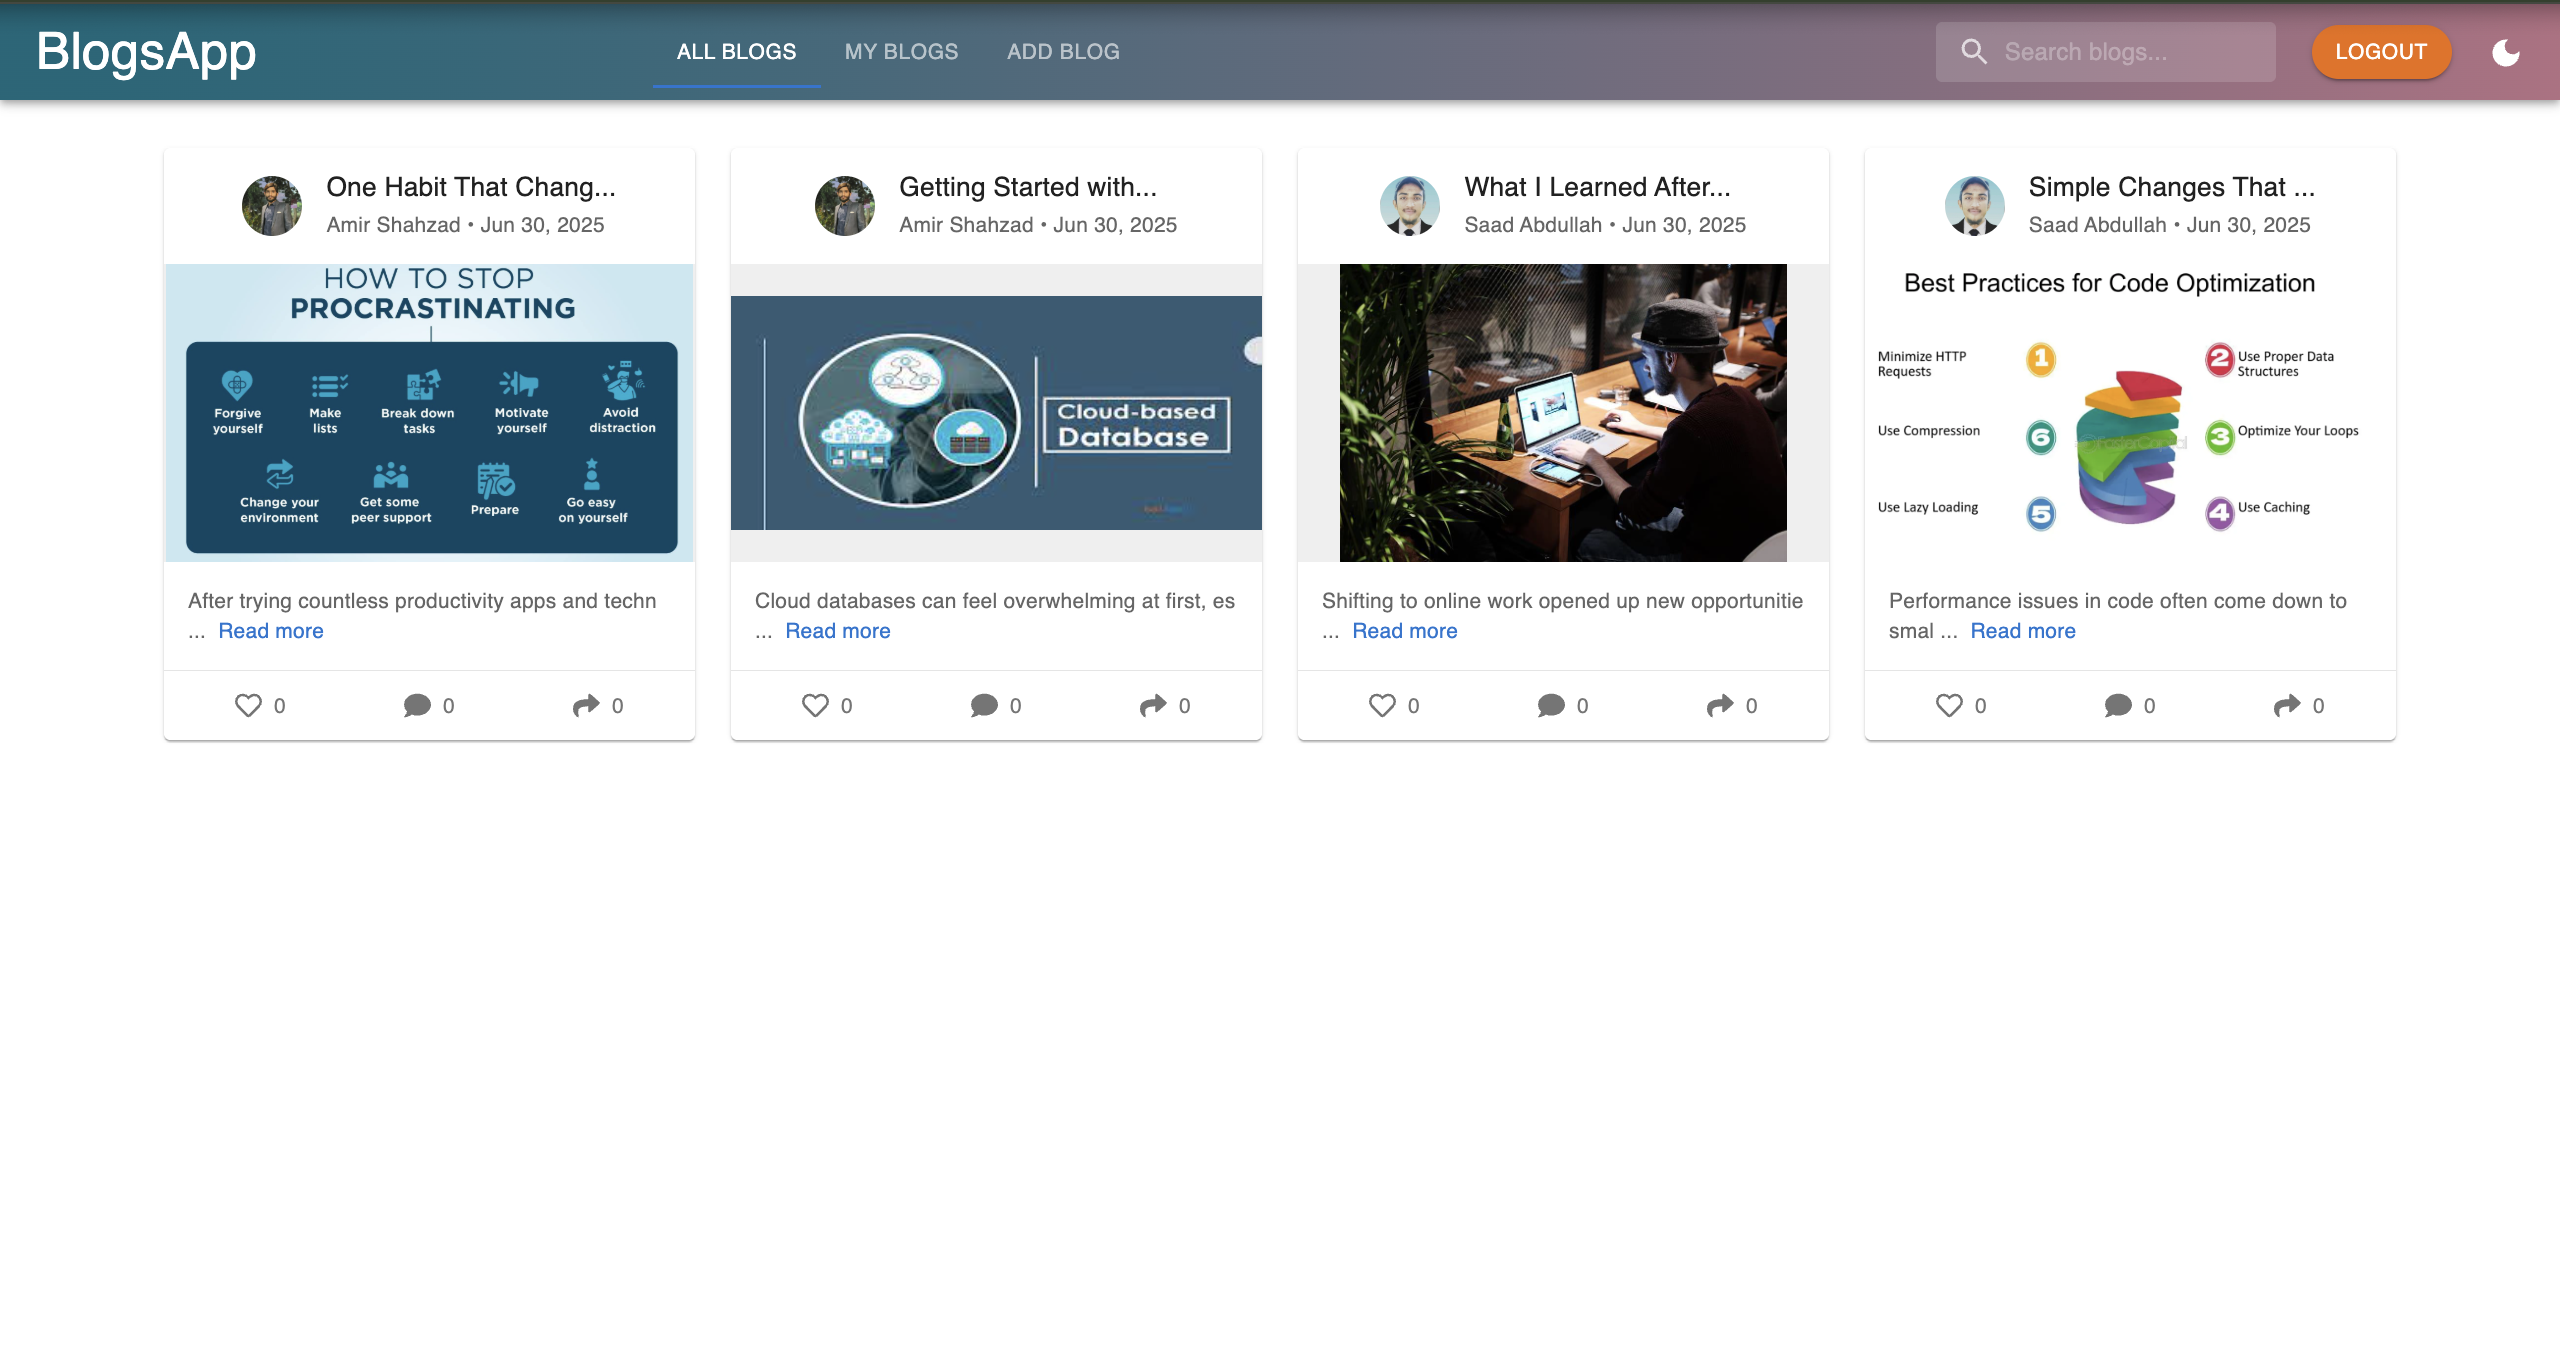 BlogsApp
ALL BLOGS
MY BLOGS
ADD BLOG
Search blogs...
LOGOUT
One Habit That Chang...
Amir Shahzad • Jun 30, 2025
HOW TO STOP
PROCRASTINATING
Forgive
yourself
Make
lists
Break down
tasks
Motivate
yourself
Avoid
distraction
Change your
environment
Get some
peer support
Prepare
Go easy
on yourself
After trying countless productivity apps and techn
... Read more
0
0
0
Getting Started with...
Amir Shahzad • Jun 30, 2025
Cloud-based
Database
Cloud databases can feel overwhelming at first, es
... Read more
0
0
0
What I Learned After...
Saad Abdullah • Jun 30, 2025
Shifting to online work opened up new opportunitie
... Read more
0
0
0
Simple Changes That ...
Saad Abdullah • Jun 30, 2025
Best Practices for Code Optimization
Minimize HTTP
Requests
1
2
Use Proper Data
Structures
Use Compression
6
3
Optimize Your Loops
Use Lazy Loading
5
4
Use Caching
Performance issues in code often come down to
smal ... Read more
0
0
0